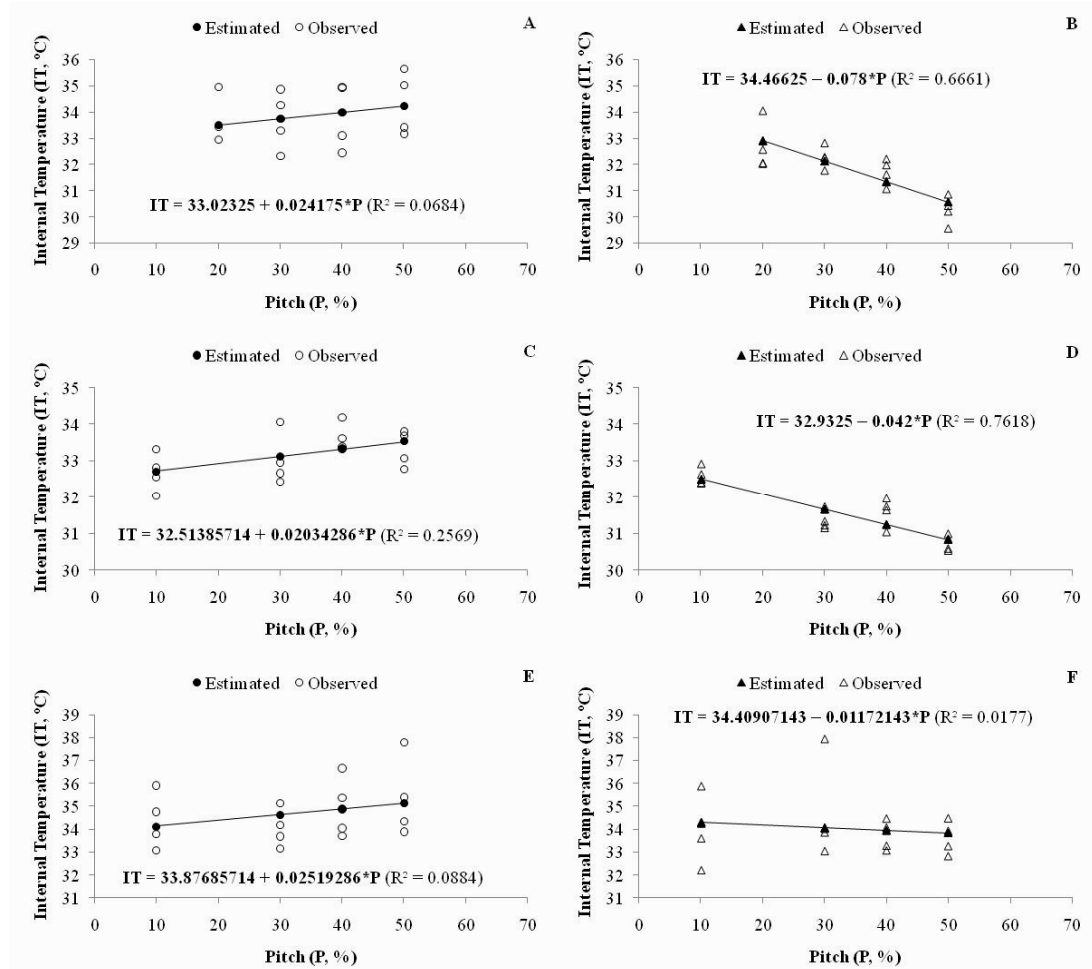 A
Estimated Observed
Internal Temperature (IT, ºC)
36
35
34
33
32
31
30
29
IT = 33.02325 + 0.024175*P (R² = 0.0684)
0 10 20 30 40 50 60 70
Pitch (P, %)
B
Estimated Observed
Internal Temperature (IT, ºC)
36
35
34
33
32
31
30
29
IT = 34.46625 – 0.078*P (R² = 0.6661)
0 10 20 30 40 50 60 70
Pitch (P, %)
C
Estimated Observed
Internal Temperature (IT, ºC)
35
34
33
32
31
30
IT = 32.51385714 + 0.02034286*P (R² = 0.2569)
0 10 20 30 40 50 60 70
Pitch (P, %)
D
Estimated Observed
Internal Temperature (IT, ºC)
35
34
33
32
31
30
IT = 32.9325 – 0.042*P (R² = 0.7618)
0 10 20 30 40 50 60 70
Pitch (P, %)
E
Estimated Observed
Internal Temperature (IT, ºC)
39
38
37
36
35
34
33
32
31
IT = 33.87685714 + 0.02519286*P (R² = 0.0884)
0 10 20 30 40 50 60 70
Pitch (P, %)
F
Estimated Observed
IT = 34.40907143 – 0.01172143*P (R² = 0.0177)
Internal Temperature (IT, ºC)
39
38
37
36
35
34
33
32
31
0 10 20 30 40 50 60 70
Pitch (P, %)